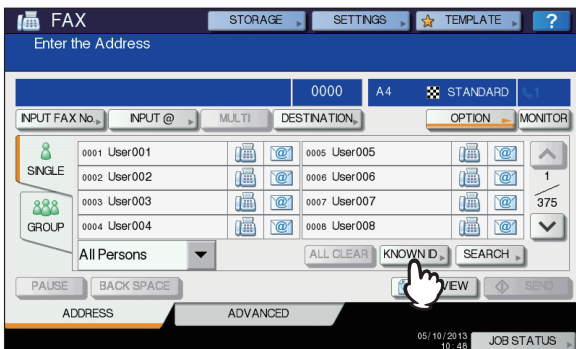 FAX STORAGE SETTINGS TEMPLATE ?
Enter the Address
0000 A4 STANDARD 1
INPUT FAX No. INPUT @ MULTI DESTINATION OPTION MONITOR
SINGLE
0001 User001 0005 User005
0002 User002 0006 User006
1
0003 User003 0007 User007
375
GROUP
0004 User004 0008 User008
All Persons ALL CLEAR KNOWN ID SEARCH
PAUSE BACK SPACE VIEW SEND
ADDRESS ADVANCED
05/10/2013
10:48
JOB STATUS